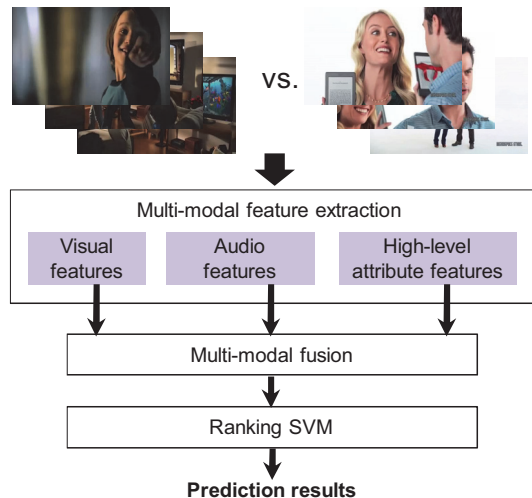 vs.
Multi-modal feature extraction
Visual
features
Audio
features
High-level
attribute features
Multi-modal fusion
Ranking SVM
Prediction results